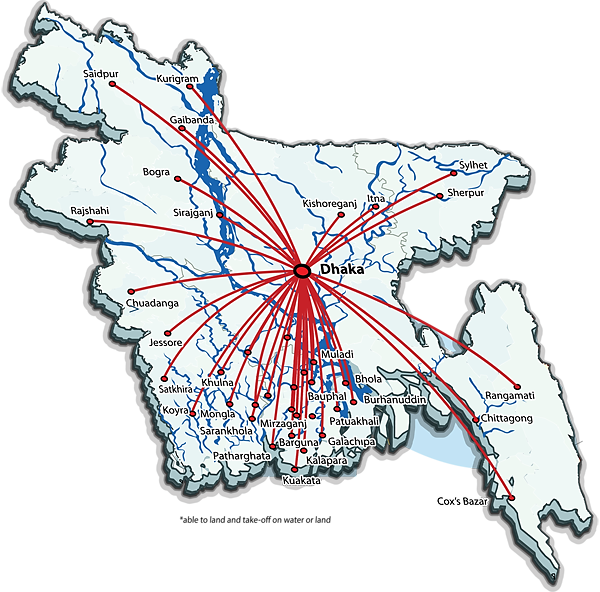 Saidpur
Kurigram
Gaibanda
Bogra
Sylhet
Sherpur
Itna
Kishoreganj
Rajshahi
Sirajganj
Dhaka
Chuadanga
Jessore
Muladi
Satkhira
Khulna
Bhola
Rangamati
Bauphal
Burhanuddin
Koyra
Mongla
Chittagong
Mirzaganj
Patuakhali
Sarankhola
Barguna
Galachipa
Patharghata
Kalapara
Kuakata
Cox's Bazar
*able to land and take-off on water or land